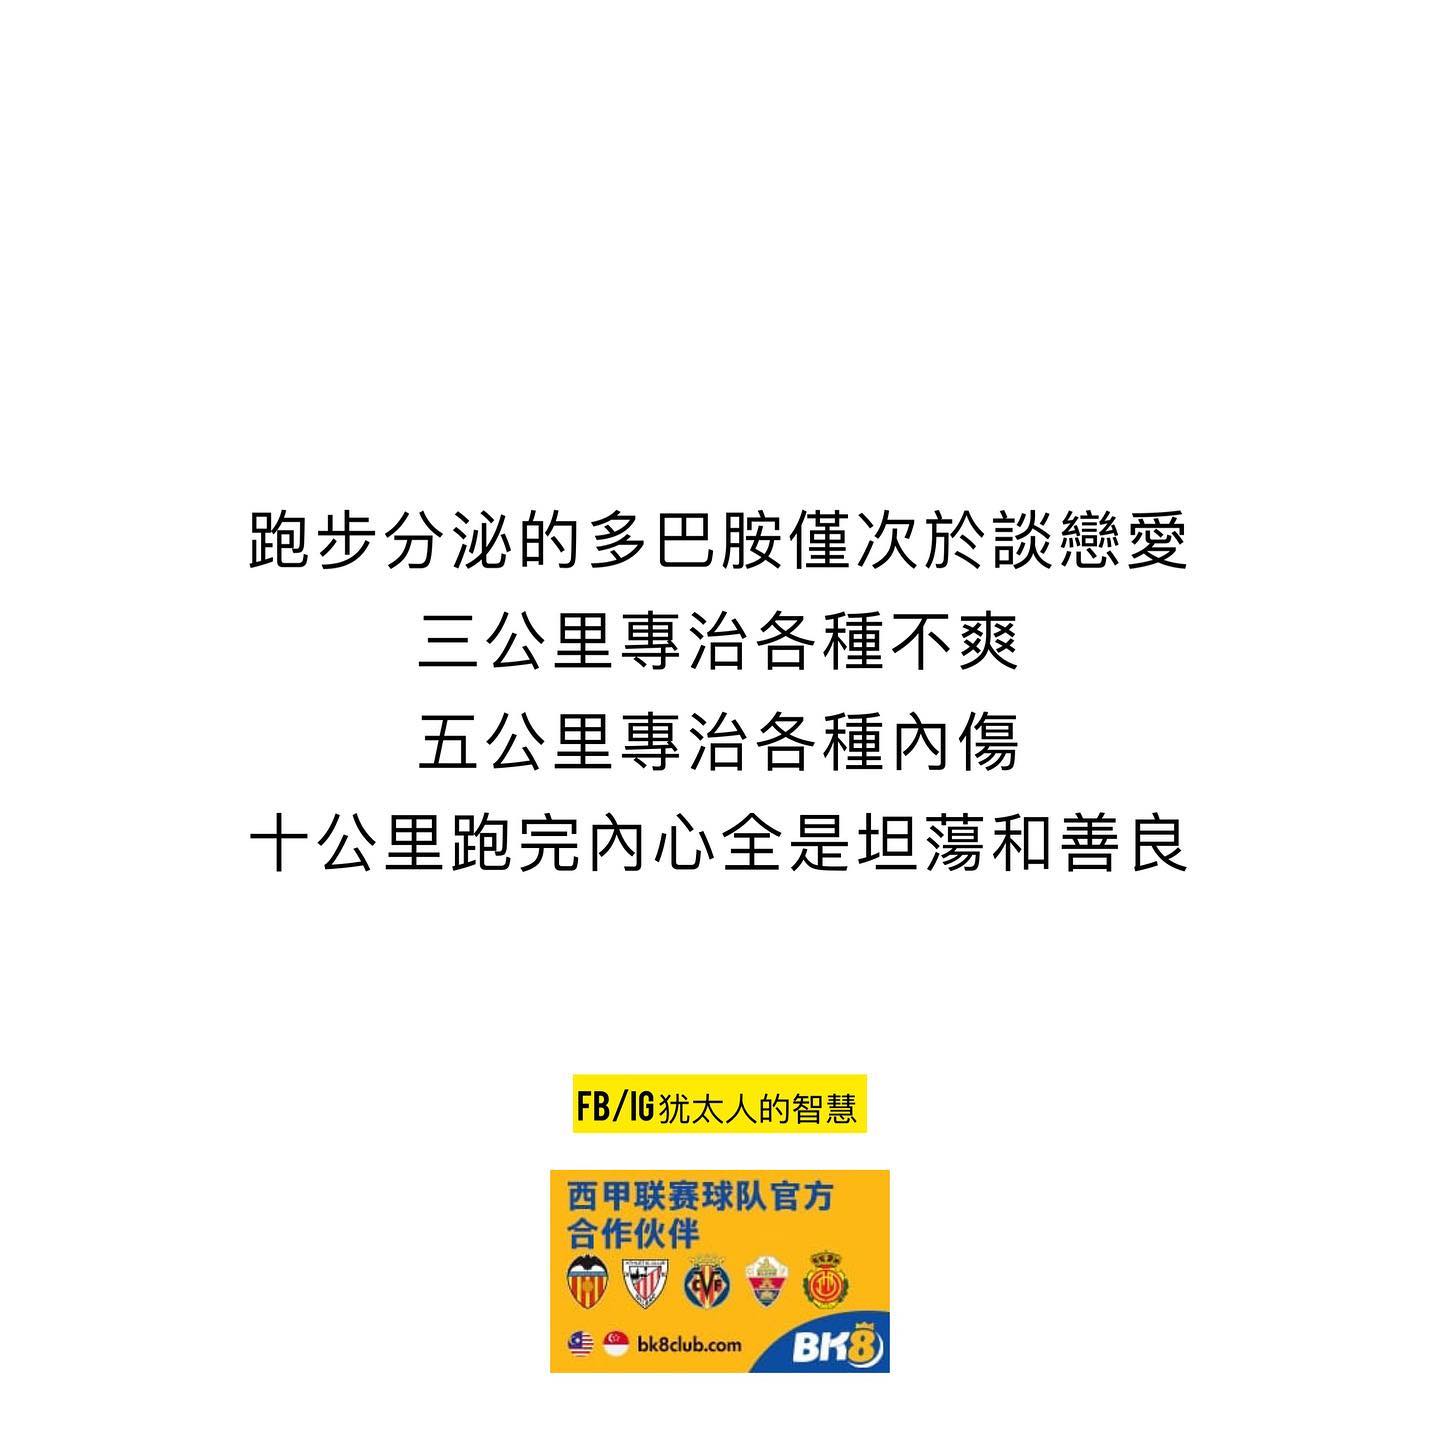 跑步分泌的多巴胺僅次於談戀愛
三公里專治各種不爽
五公里專治各種內傷
十公里跑完內心全是坦蕩和善良
FB/IG犹太人的智慧
西甲联赛球队官方
合作伙伴
bk8club.com
BK8